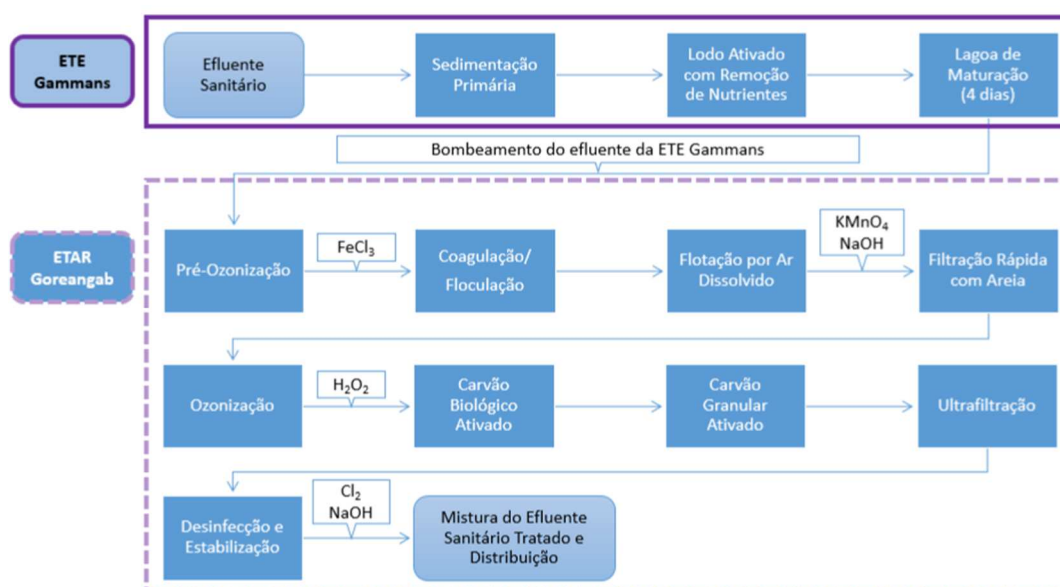 ETE
Gammans
Efluente
Sanitário
Sedimentação
Primária
Lodo Ativado
com Remoção
de Nutrientes
Lagoa de
Maturação
(4 dias)
Bombeamento do efluente da ETE Gammans
ETAR
Goreangab
Pré-Ozonização
FeCl₃
Coagulação/
Floculação
Flotação por Ar
Dissolvido
KMnO₄
NaOH
Filtração Rápida
com Areia
Ozonização
H₂O₂
Carvão
Biológico
Ativado
Carvão
Granular
Ativado
Ultrafiltração
Desinfecção e
Estabilização
Cl₂
NaOH
Mistura do Efluente
Sanitário Tratado e
Distribuição